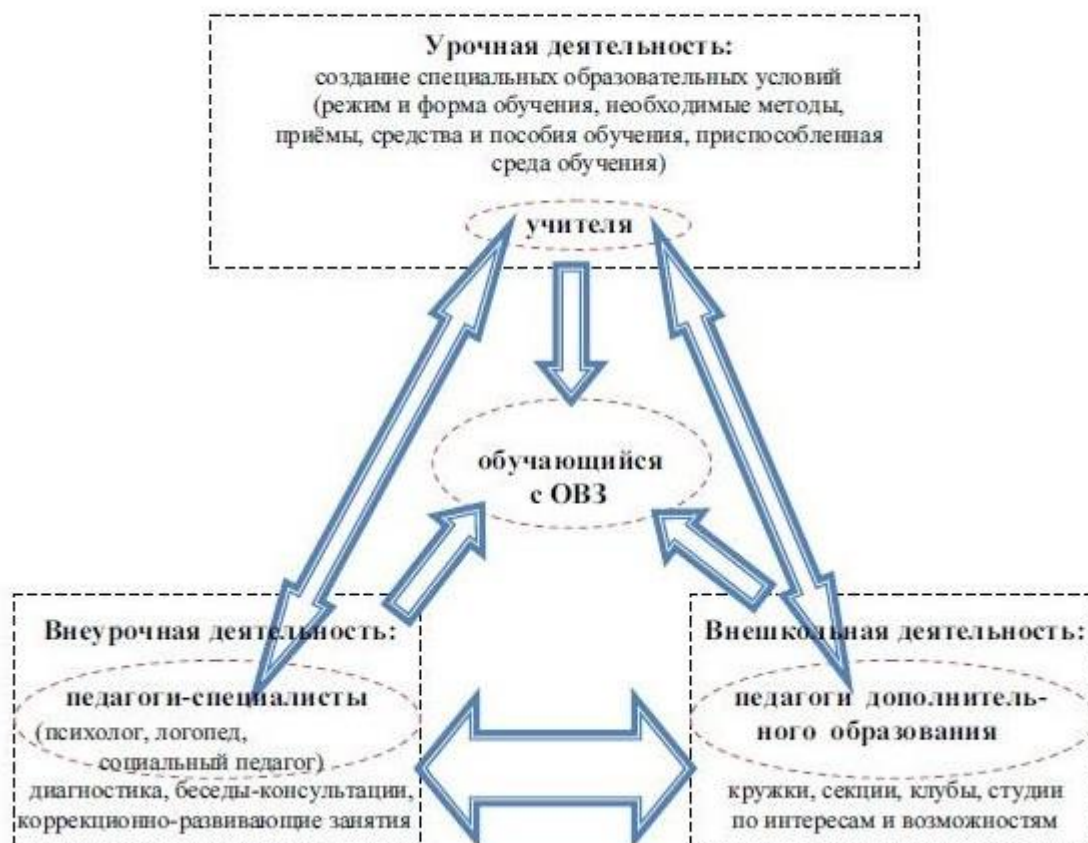 Урочная деятельность:
создание специальных образовательных условий
(режим и форма обучения, необходимые методы,
приёмы, средства и пособия обучения, приспособленная
среда обучения)
учителя
обучающийся
с ОВЗ
Внеурочная деятельность:
педагоги-специалисты
(психолог, логопед,
социальный педагог)
диагностика, беседы-консультации,
коррекционно-развивающие занятия
Внешкольная деятельность:
педагоги дополнитель-
ного образования
кружки, секции, клубы, студии
по интересам и возможностям